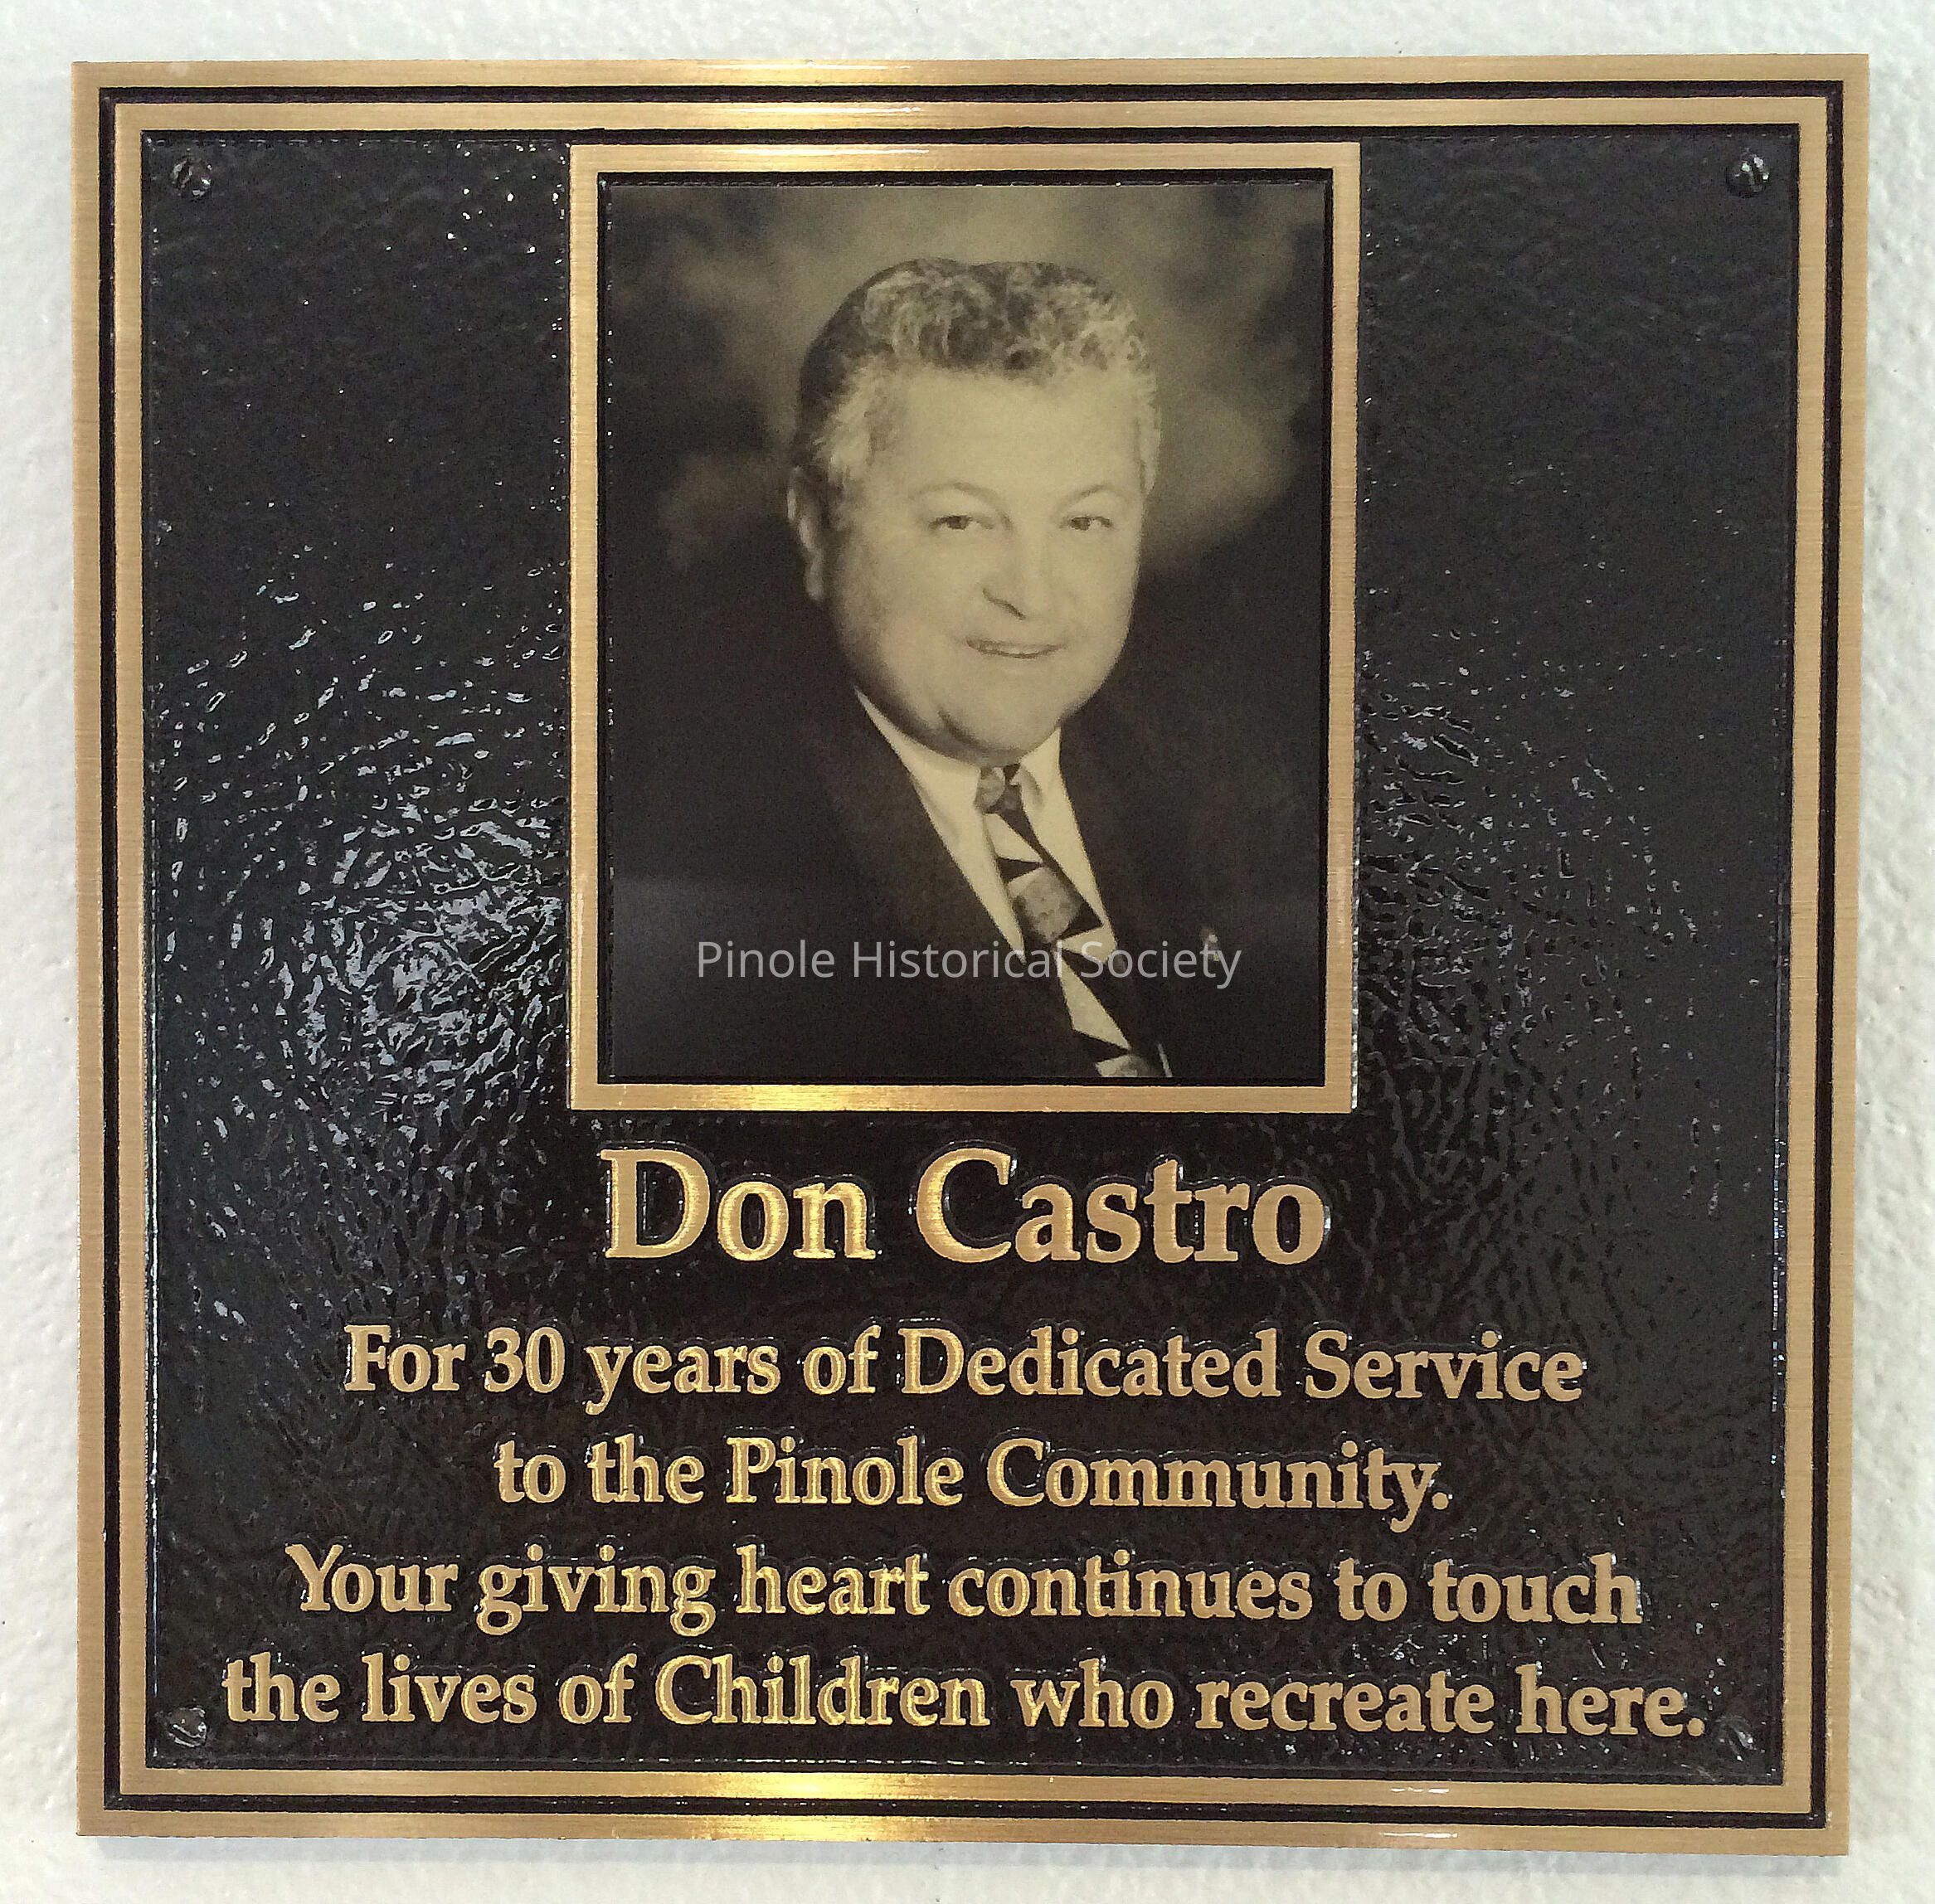 Pinole Historical Society
Don Castro
For 30 years of Dedicated Service
to the Pinole Community.
Your giving heart continues to touch
the lives of Children who recreate here.